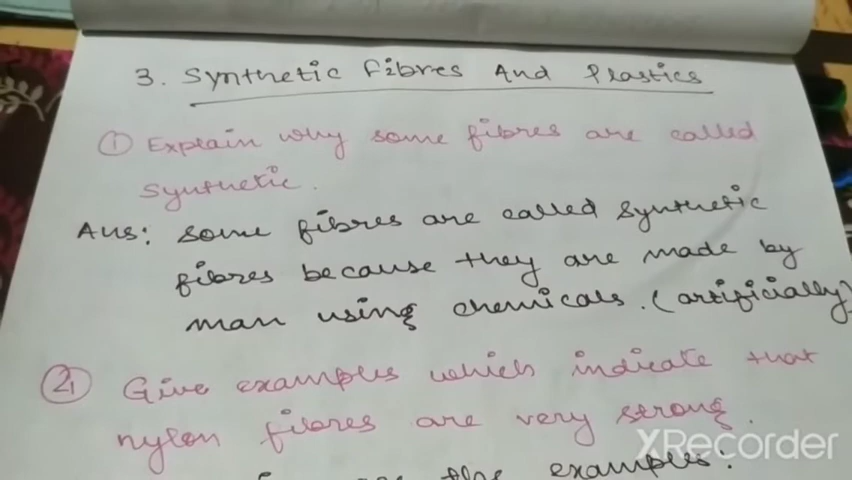 3. Synthetic Fibres And Plastics
① Explain why some fibres are called
synthetic.
Ans: Some fibres are called synthetic
fibres because they are made by
man using chemicals. (artificially)
② Give examples which indicate that
nylon fibres are very strong.
the examples:
XRecorder